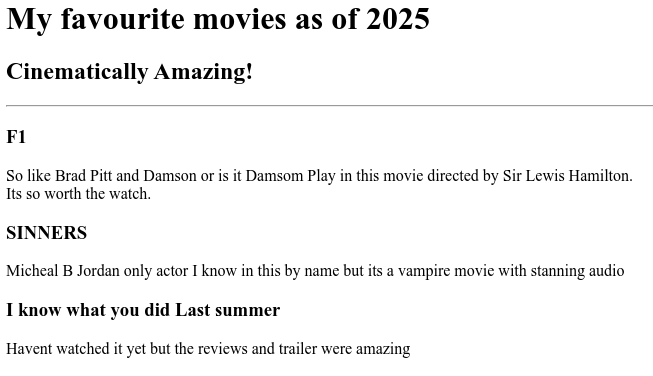 My favourite movies as of 2025
Cinematically Amazing!
F1
So like Brad Pitt and Damson or is it Damsom Play in this movie directed by Sir Lewis Hamilton.
Its so worth the watch.
SINNERS
Micheal B Jordan only actor I know in this by name but its a vampire movie with stanning audio
I know what you did Last summer
Havent watched it yet but the reviews and trailer were amazing